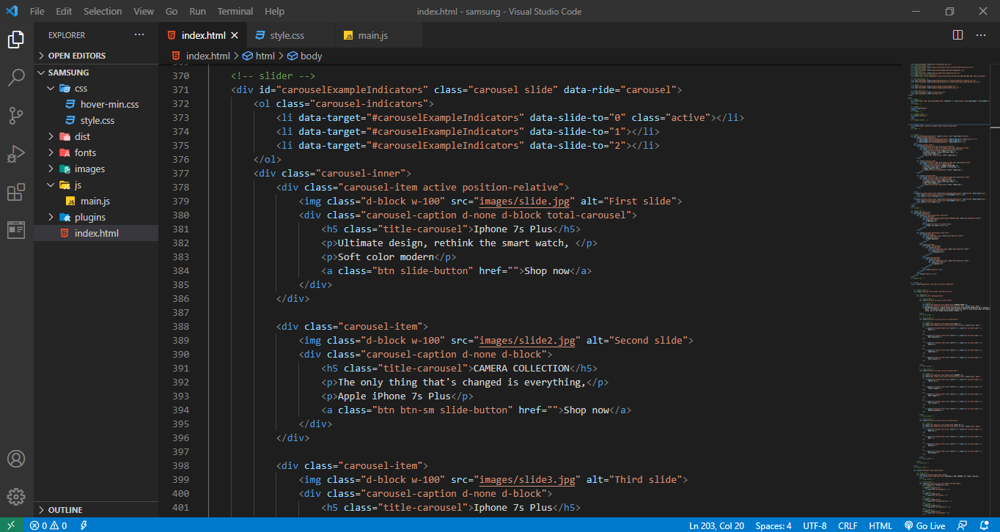 File Edit Selection View Go Run Terminal Help index.html - samsung - Visual Studio Code
EXPLORER ...
OPEN EDITORS
SAMSUNG
css
hover-min.css
style.css
dist
fonts
images
js
main.js
plugins
index.html
OUTLINE
index.html style.css main.js
index.html > html > body
370 <!-- slider -->
371 <div id="carouselExampleIndicators" class="carousel slide" data-ride="carousel">
372 <ol class="carousel-indicators">
373 <li data-target="#carouselExampleIndicators" data-slide-to="0" class="active"></li>
374 <li data-target="#carouselExampleIndicators" data-slide-to="1"></li>
375 <li data-target="#carouselExampleIndicators" data-slide-to="2"></li>
376 </ol>
377 <div class="carousel-inner">
378 <div class="carousel-item active position-relative">
379 <img class="d-block w-100" src="images/slide.jpg" alt="First slide">
380 <div class="carousel-caption d-none d-block total-carousel">
381 <h5 class="title-carousel">Iphone 7s Plus</h5>
382 <p>Ultimate design, rethink the smart watch, </p>
383 <p>Soft color modern</p>
384 <a class="btn slide-button" href="">Shop now</a>
385 </div>
386 </div>
387
388 <div class="carousel-item">
389 <img class="d-block w-100" src="images/slide2.jpg" alt="Second slide">
390 <div class="carousel-caption d-none d-block">
391 <h5 class="title-carousel">CAMERA COLLECTION</h5>
392 <p>The only thing that's changed is everything,</p>
393 <p>Apple iPhone 7s Plus</p>
394 <a class="btn btn-sm slide-button" href="">Shop now</a>
395 </div>
396 </div>
397
398 <div class="carousel-item">
399 <img class="d-block w-100" src="images/slide3.jpg" alt="Third slide">
400 <div class="carousel-caption d-none d-block">
401 <h5 class="title-carousel">Iphone 7s Plus</h5>
0 0 Ln 203, Col 20 Spaces: 4 UTF-8 CRLF HTML Go Live